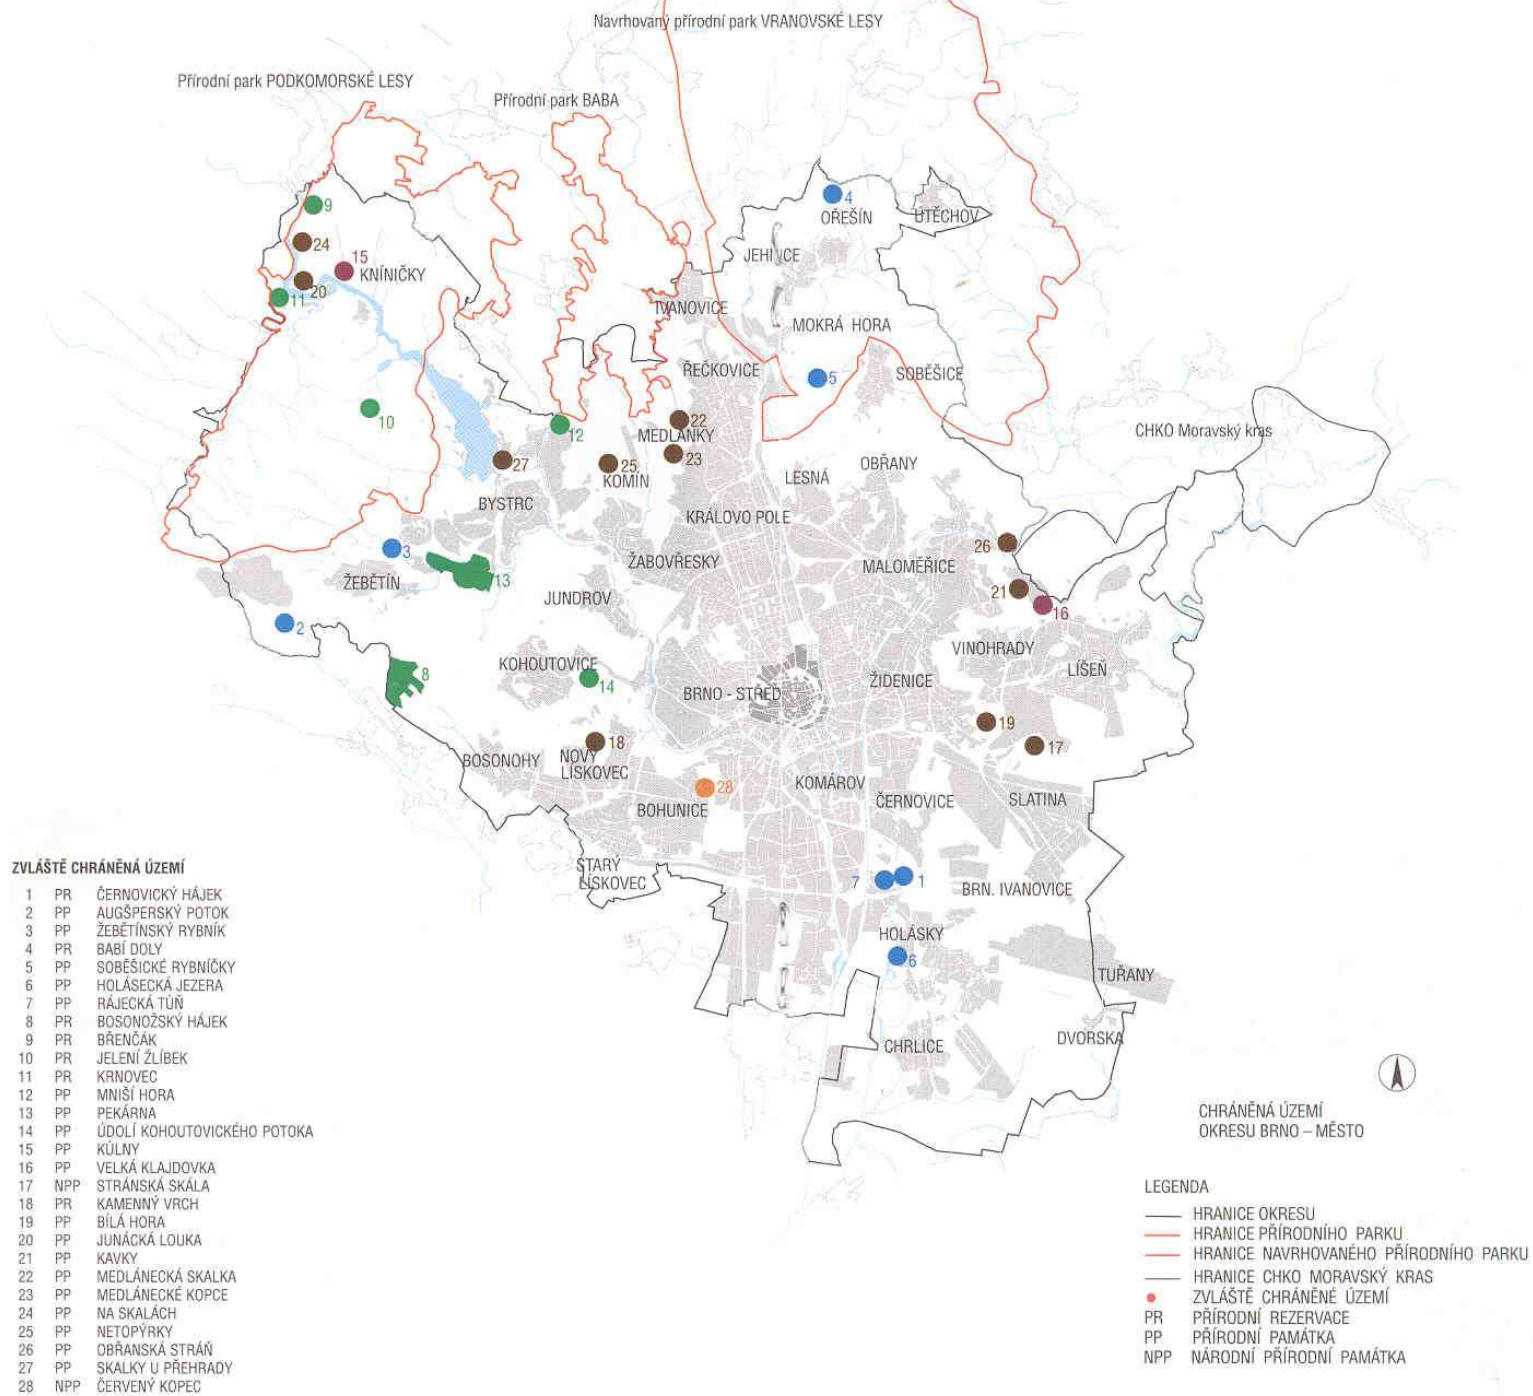 Navrhovaný přírodní park VRANOVSKÉ LESY
Přírodní park PODKOMORSKÉ LESY
Přírodní park BABA
9
24
15
KNÍNIČKY
20
11
4
OŘEŠÍN
ÚTĚCHOV
JEHNICE
IVANOVICE
MOKRÁ HORA
ŘEČKOVICE
5
SOBĚŠICE
10
12
22
MEDLÁNKY
23
25
KOMÍN
27
BYSTRC
LESNÁ
OBŘANY
CHKO Moravský kras
KRÁLOVO POLE
3
ŽEBĚTÍN
13
ŽABOVŘESKY
JUNDROV
MALOMĚŘICE
26
21
16
2
8
KOHOUTOVICE
14
VINOHRADY
LÍŠEŇ
ŽIDENICE
BRNO - STŘED
19
17
18
BOSONOHY
NOVÝ
LÍSKOVEC
28
BOHUNICE
KOMÁROV
ČERNOVICE
SLATINA
STARÝ
LÍSKOVEC
7
1
BRN. IVANOVICE
HOLÁSKY
6
TUŘANY
CHRLICE
DVORSKA
ZVLÁŠTĚ CHRÁNĚNÁ ÚZEMÍ
1 PR ČERNOVICKÝ HÁJEK
2 PP AUGŠPERSKÝ POTOK
3 PP ŽEBĚTÍNSKÝ RYBNÍK
4 PR BABÍ DOLY
5 PP SOBĚŠICKÉ RYBNÍČKY
6 PP HOLÁSECKÁ JEZERA
7 PP RÁJECKÁ TŮŇ
8 PR BOSONOŽSKÝ HÁJEK
9 PR BŘENČÁK
10 PR JELENÍ ŽLÍBEK
11 PR KRNOVEC
12 PP MNIŠÍ HORA
13 PP PEKÁRNA
14 PP ÚDOLÍ KOHOUTOVICKÉHO POTOKA
15 PP KŮLNY
16 PP VELKÁ KLAJDOVKA
17 NPP STRÁNSKÁ SKÁLA
18 PR KAMENNÝ VRCH
19 PP BÍLÁ HORA
20 PP JUNÁCKÁ LOUKA
21 PP KAVKY
22 PP MEDLÁNECKÁ SKALKA
23 PP MEDLÁNECKÉ KOPCE
24 PP NA SKALÁCH
25 PP NETOPÝRKY
26 PP OBŘANSKÁ STRÁŇ
27 PP SKALKY U PŘEHRADY
28 NPP ČERVENÝ KOPEC
CHRÁNĚNÁ ÚZEMÍ
OKRESU BRNO – MĚSTO
LEGENDA
HRANICE OKRESU
HRANICE PŘÍRODNÍHO PARKU
HRANICE NAVRHOVANÉHO PŘÍRODNÍHO PARKU
HRANICE CHKO MORAVSKÝ KRAS
ZVLÁŠTĚ CHRÁNĚNÉ ÚZEMÍ
PR PŘÍRODNÍ REZERVACE
PP PŘÍRODNÍ PAMÁTKA
NPP NÁRODNÍ PŘÍRODNÍ PAMÁTKA